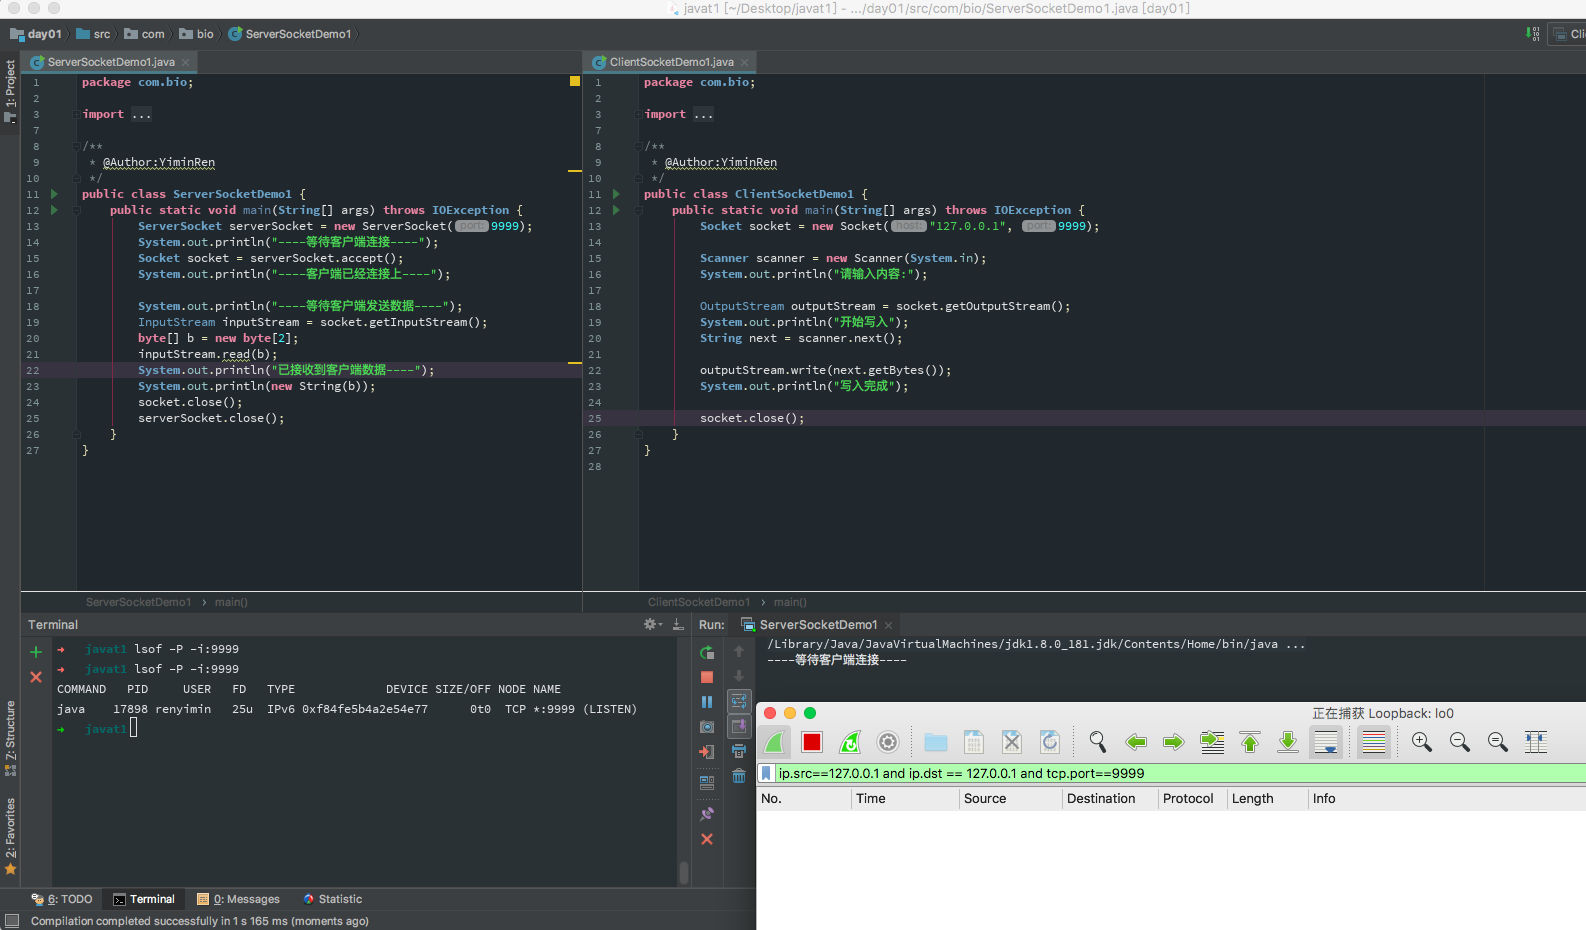 javat1 [~/Desktop/javat1] - .../day01/src/com/bio/ServerSocketDemo1.java [day01]
day01 src com bio ServerSocketDemo1
1: Project
ServerSocketDemo1.java
1 package com.bio;
2
3 import ...
7
8 /**
9 * @Author:YiminRen
10 */
11 public class ServerSocketDemo1 {
12 public static void main(String[] args) throws IOException {
13 ServerSocket serverSocket = new ServerSocket( port: 9999);
14 System.out.println("----等待客户端连接----");
15 Socket socket = serverSocket.accept();
16 System.out.println("----客户端已经连接上----");
17
18 System.out.println("----等待客户端发送数据----");
19 InputStream inputStream = socket.getInputStream();
20 byte[] b = new byte[2];
21 inputStream.read(b);
22 System.out.println("已接收到客户端数据----");
23 System.out.println(new String(b));
24 socket.close();
25 serverSocket.close();
26 }
27 }
ServerSocketDemo1 › main()
ClientSocketDemo1.java
1 package com.bio;
2
3 import ...
7
8 /**
9 * @Author:YiminRen
10 */
11 public class ClientSocketDemo1 {
12 public static void main(String[] args) throws IOException {
13 Socket socket = new Socket( host: "127.0.0.1", port: 9999);
14
15 Scanner scanner = new Scanner(System.in);
16 System.out.println("请输入内容:");
17
18 OutputStream outputStream = socket.getOutputStream();
19 System.out.println("开始写入");
20 String next = scanner.next();
21
22 outputStream.write(next.getBytes());
23 System.out.println("写入完成");
24
25 socket.close();
26 }
27 }
28
ClientSocketDemo1 › main()
Terminal
→ javat1 lsof -P -i:9999
→ javat1 lsof -P -i:9999
COMMAND PID USER FD TYPE DEVICE SIZE/OFF NODE NAME
java 17898 renyimin 25u IPv6 0xf84fe5b4a2e54e77 0t0 TCP *:9999 (LISTEN)
→ javat1
Run: ServerSocketDemo1
/Library/Java/JavaVirtualMachines/jdk1.8.0_181.jdk/Contents/Home/bin/java ...
----等待客户端连接----
正在捕获 Loopback: lo0
ip.src==127.0.0.1 and ip.dst == 127.0.0.1 and tcp.port==9999
No. Time Source Destination Protocol Length Info
Z: Structure
2: Favorites
6: TODO Terminal 0: Messages Statistic
Compilation completed successfully in 1 s 165 ms (moments ago)